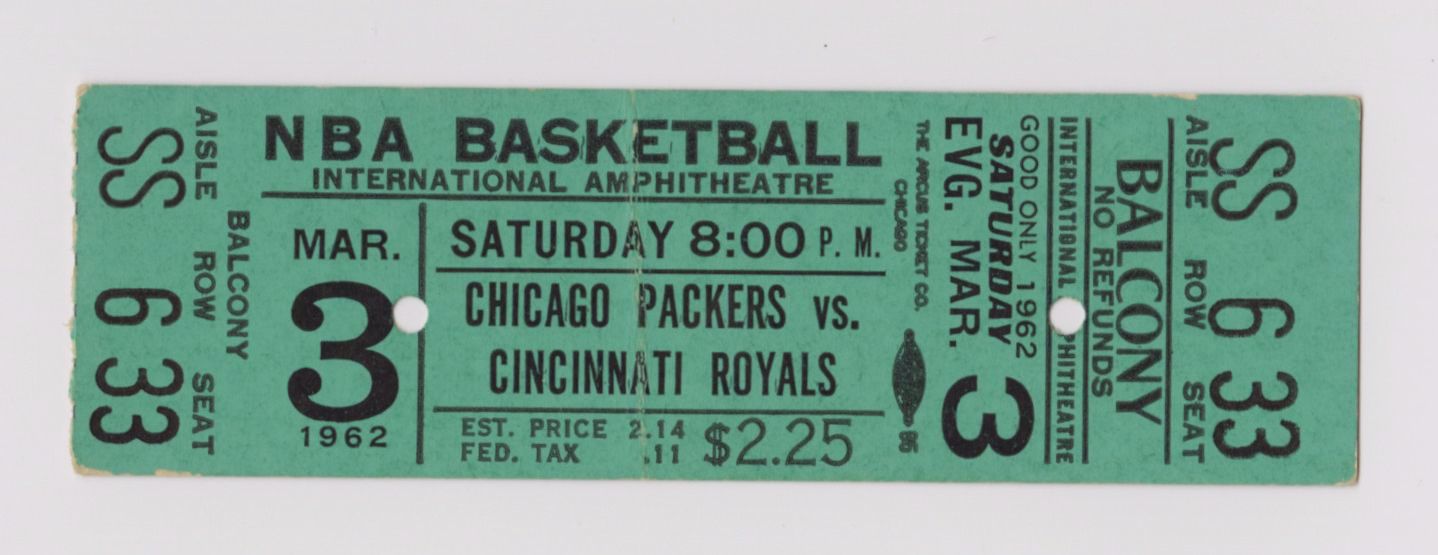 SS 6 33
AISLE ROW SEAT
BALCONY
NBA BASKETBALL
INTERNATIONAL AMPHITHEATRE
MAR.
3
1962
SATURDAY 8:00 P. M.
CHICAGO PACKERS vs.
CINCINNATI ROYALS
EST. PRICE 2.14
FED. TAX .11
$2.25
THE ARCUS TICKET CO.
CHICAGO
EVG. MAR. 3
SATURDAY
GOOD ONLY 1962
INTERNATIONAL PHITHEATRE
NO REFUNDS
BALCONY
AISLE ROW SEAT
SS 6 33